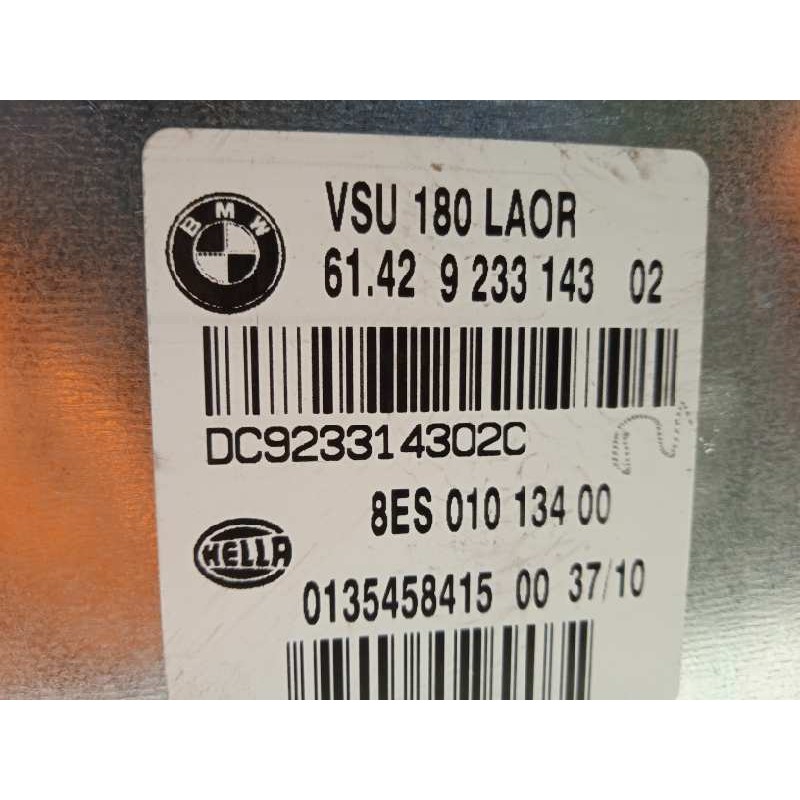 BMW
VSU 180 LAOR
61.42 9 233 143 02
DC923314302C
8ES 010 134 00
HELLA
0135458415 00 37/10